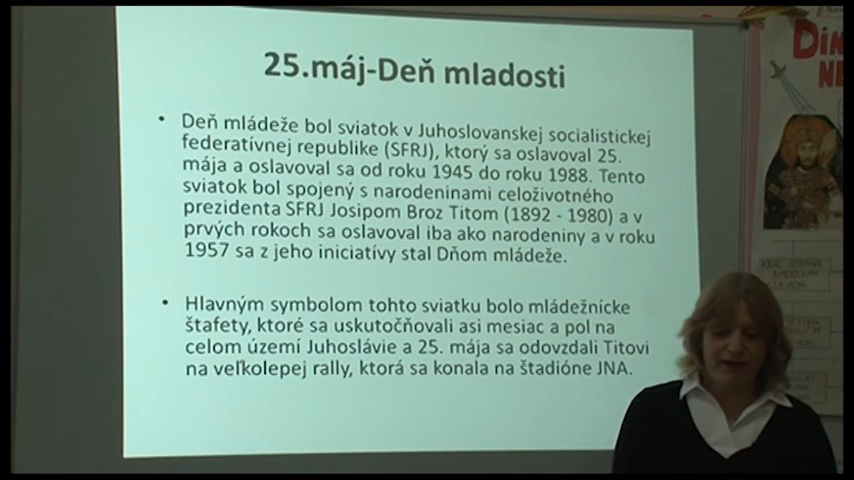 25.máj-Deň mladosti
• Deň mládeže bol sviatok v Juhoslovanskej socialistickej
federatívnej republike (SFRJ), ktorý sa oslavoval 25.
mája a oslavoval sa od roku 1945 do roku 1988. Tento
sviatok bol spojený s narodeninami celoživotného
prezidenta SFRJ Josipom Broz Titom (1892 - 1980) a v
prvých rokoch sa oslavoval iba ako narodeniny a v roku
1957 sa z jeho iniciatívy stal Dňom mládeže.
• Hlavným symbolom tohto sviatku bolo mládežnícke
štafety, ktoré sa uskutočňovali asi mesiac a pol na
celom území Juhoslávie a 25. mája sa odovzdali Titovi
na veľkolepej rally, ktorá sa konala na štadióne JNA.
DIN
NE